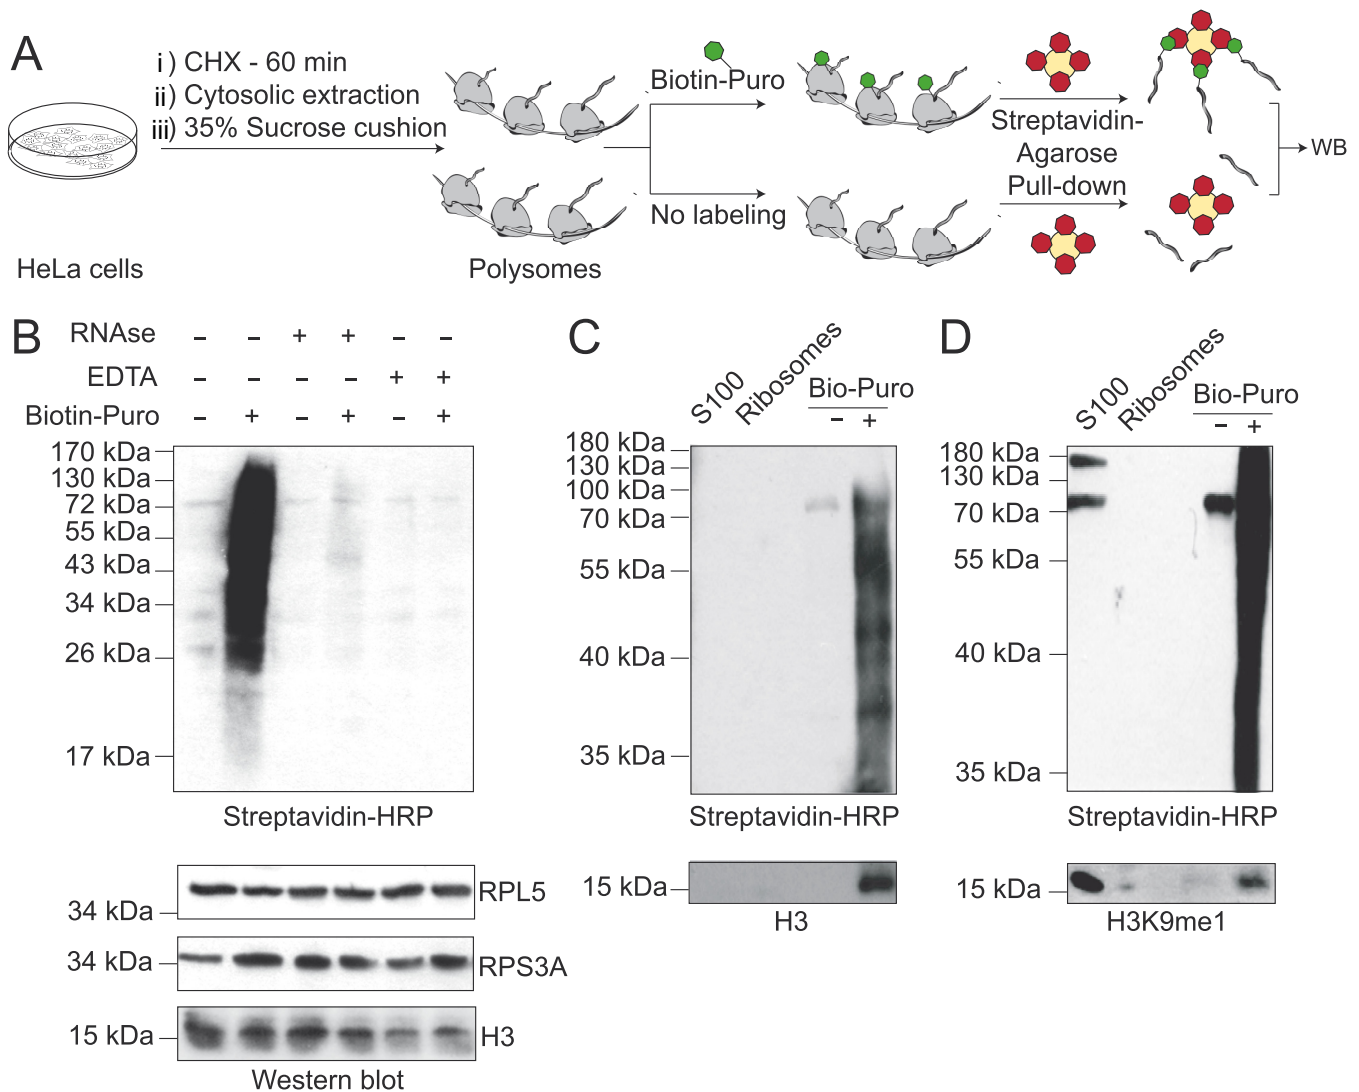 A
i) CHX - 60 min
ii) Cytosolic extraction
iii) 35% Sucrose cushion
HeLa cells
Polysomes
Biotin-Puro
No labeling
Streptavidin-
Agarose
Pull-down
WB
B
RNAse – – + + – –
EDTA – – – – + +
Biotin-Puro – + – + – +
170 kDa
130 kDa
72 kDa
55 kDa
43 kDa
34 kDa
26 kDa
17 kDa
Streptavidin-HRP
34 kDa
RPL5
34 kDa
RPS3A
15 kDa
H3
Western blot
C
S100
Ribosomes
Bio-Puro
– +
180 kDa
130 kDa
100 kDa
70 kDa
55 kDa
40 kDa
35 kDa
Streptavidin-HRP
15 kDa
H3
D
S100
Ribosomes
Bio-Puro
– +
180 kDa
130 kDa
70 kDa
55 kDa
40 kDa
35 kDa
Streptavidin-HRP
15 kDa
H3K9me1